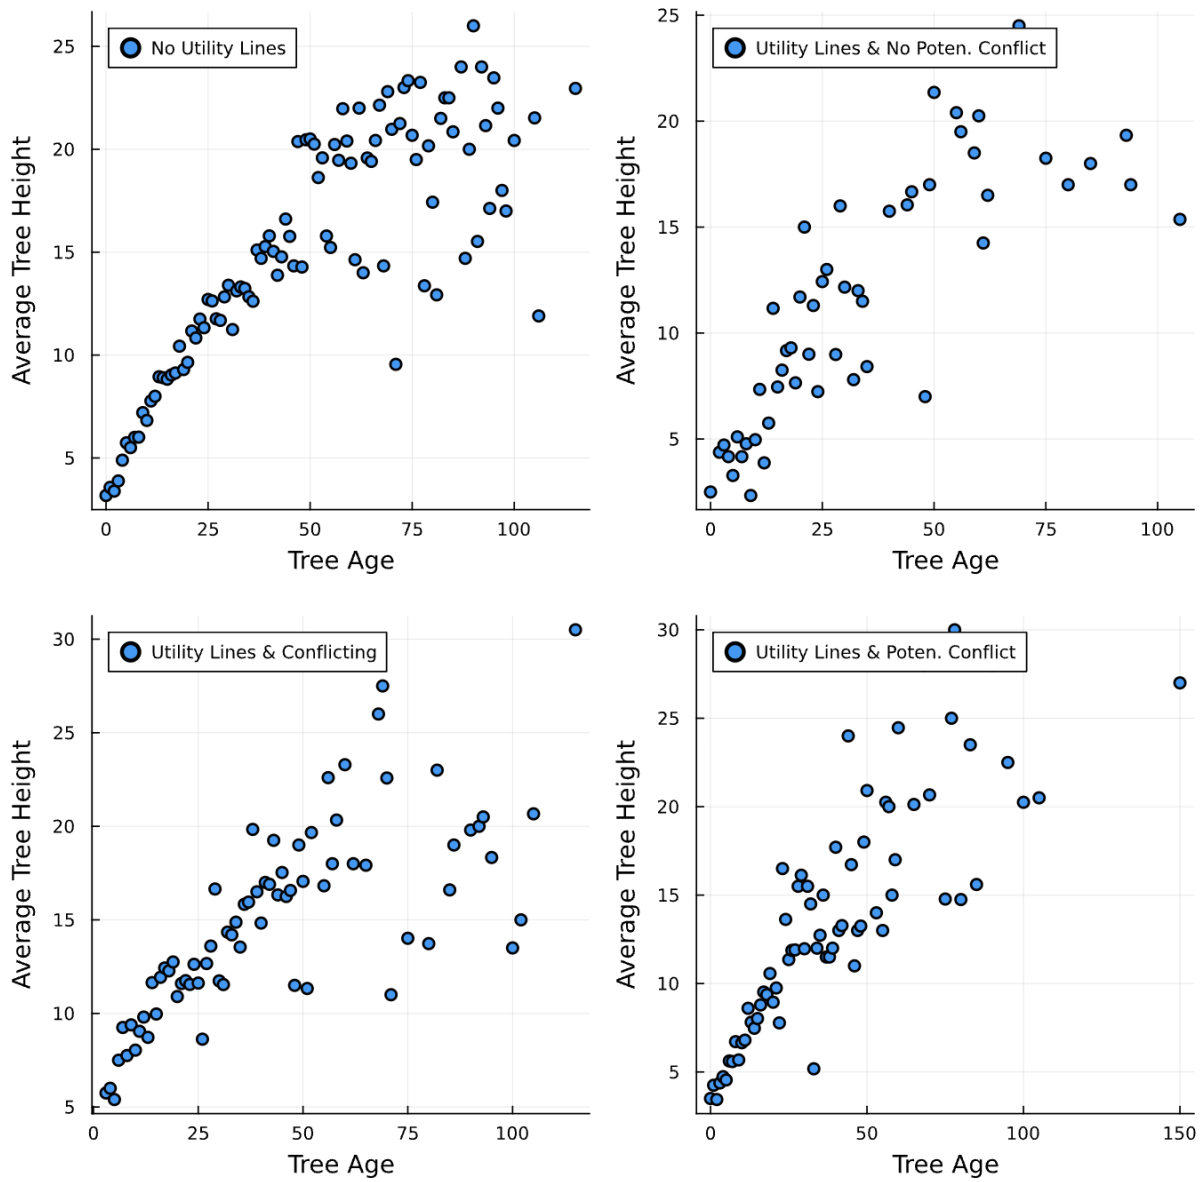 No Utility Lines
Average Tree Height
25
20
15
10
5
0 25 50 75 100
Tree Age
Utility Lines & No Poten. Conflict
Average Tree Height
25
20
15
10
5
0 25 50 75 100
Tree Age
Utility Lines & Conflicting
Average Tree Height
30
25
20
15
10
5
0 25 50 75 100
Tree Age
Utility Lines & Poten. Conflict
Average Tree Height
30
25
20
15
10
5
0 50 100 150
Tree Age